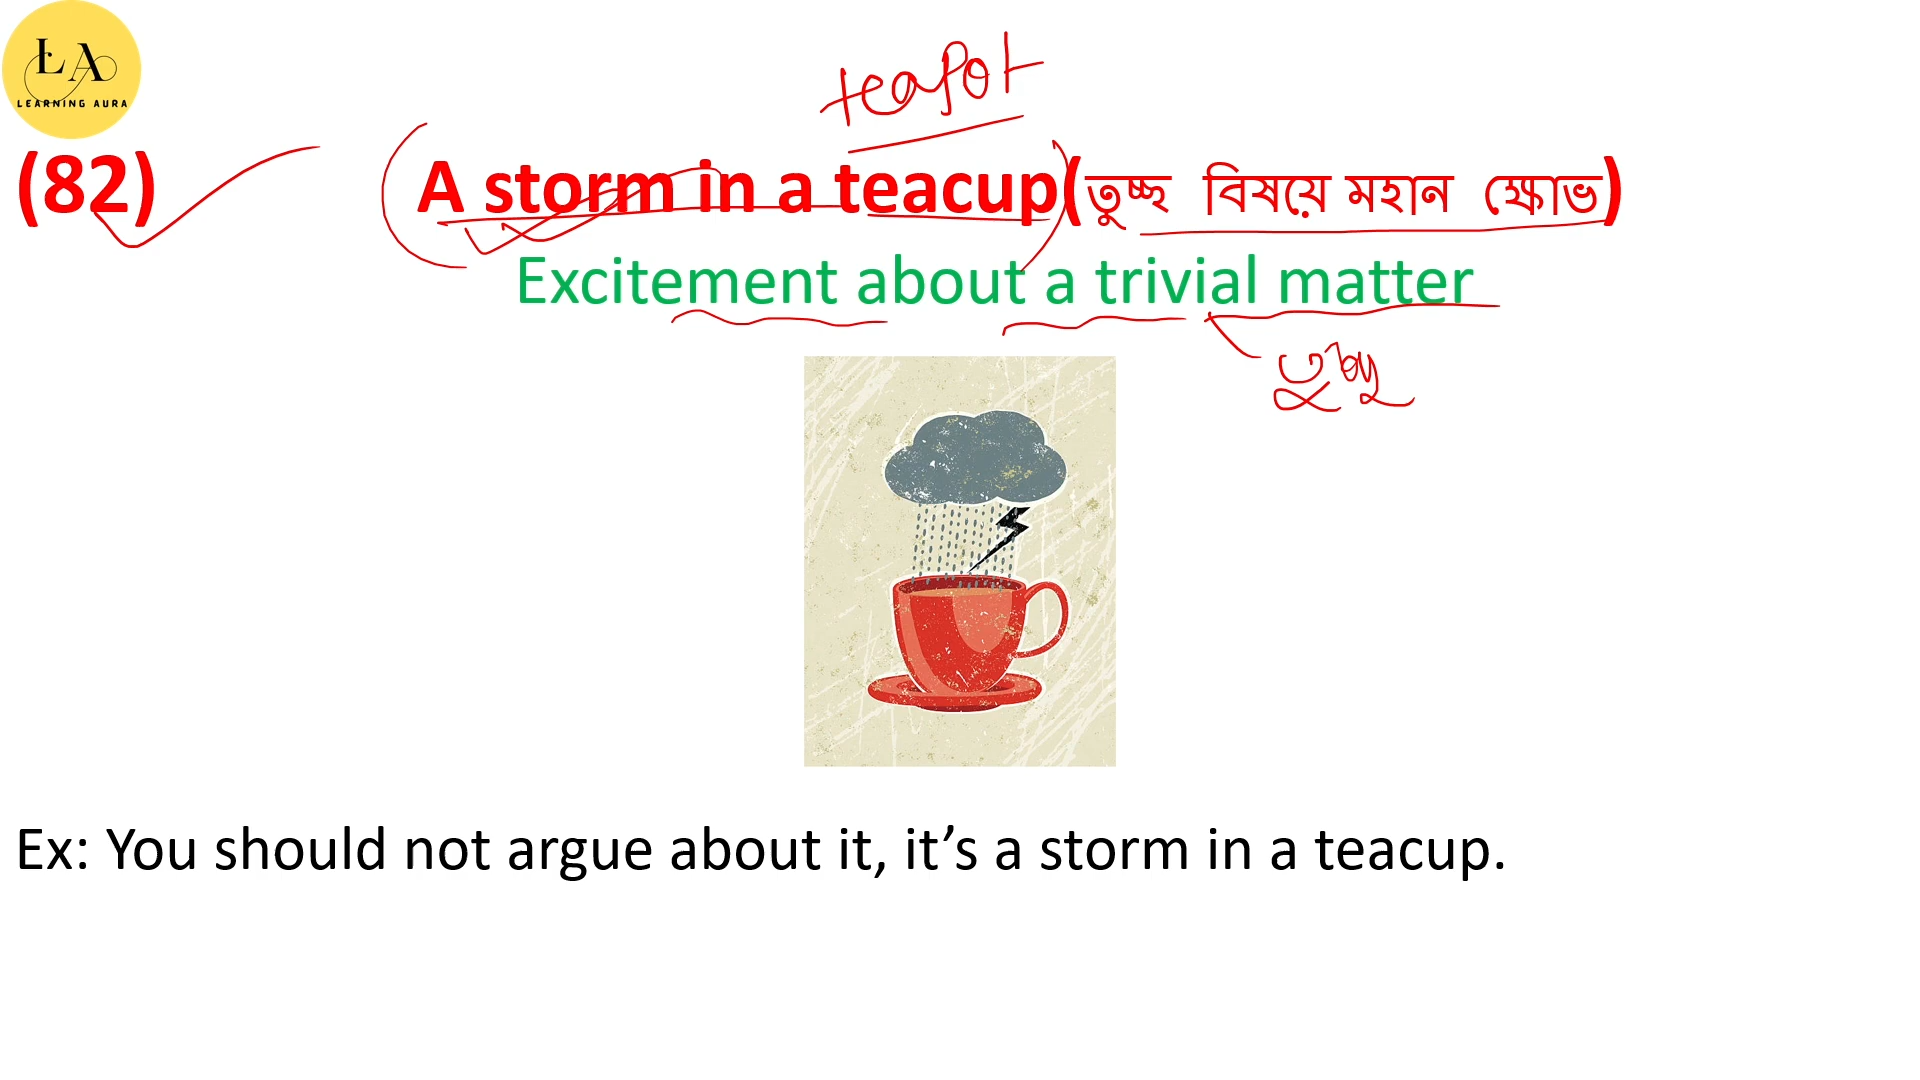 LA
LEARNING AURA
teapot
(82) A storm in a teacup(তুচ্ছ বিষয়ে মহান ক্ষোভ)
Excitement about a trivial matter
তুচ্ছ
Ex: You should not argue about it, it’s a storm in a teacup.